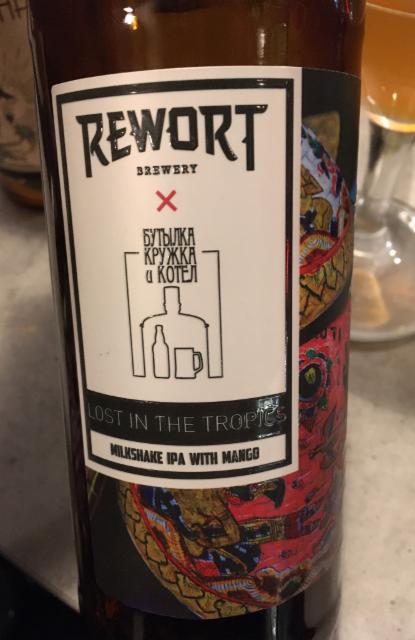 REWORT
BREWERY
×
БУТЫЛКА
КРУЖКА
и КОТЕЛ
LOST IN THE TROPICS
MILKSHAKE IPA WITH MANGO